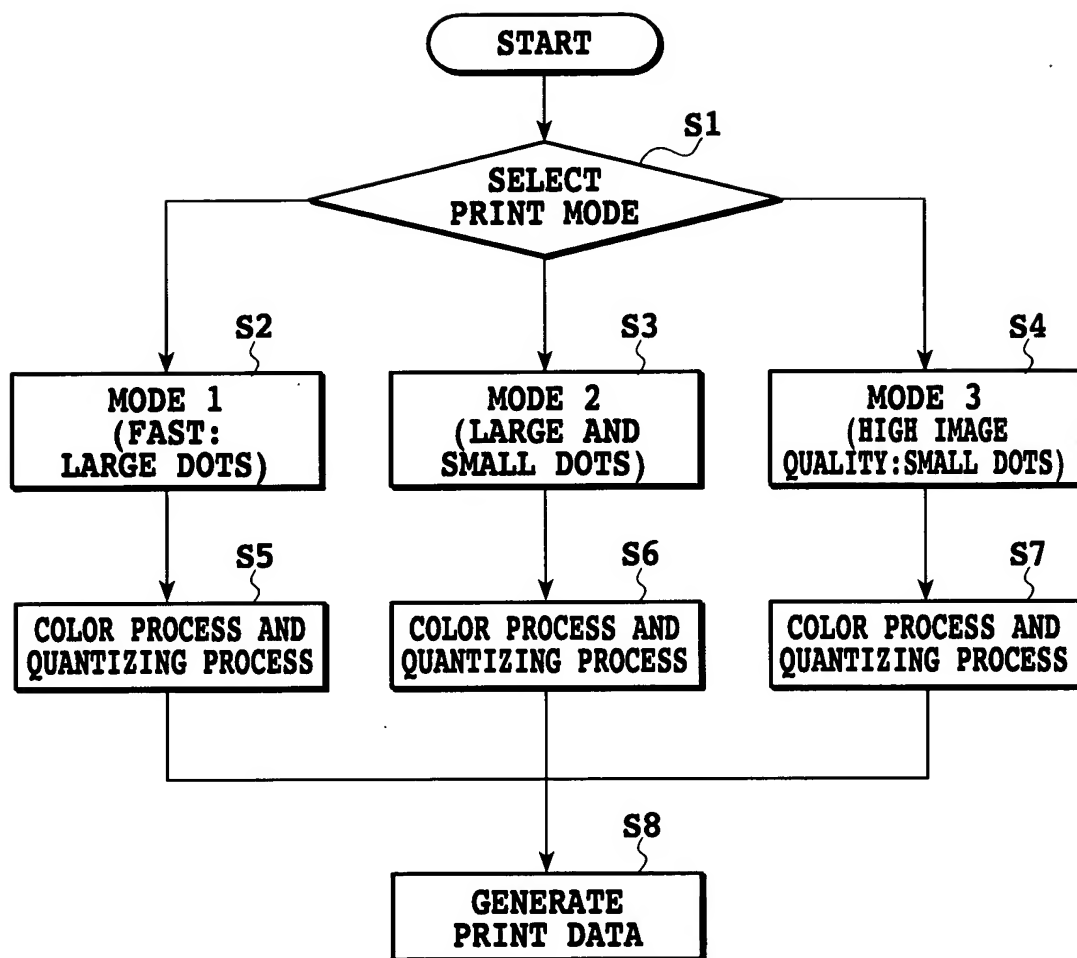 START
S1
SELECT
PRINT MODE
S2
S3
S4
MODE 1
(FAST:
LARGE DOTS)
MODE 2
(LARGE AND
SMALL DOTS)
MODE 3
(HIGH IMAGE
QUALITY:SMALL DOTS)
S5
S6
S7
COLOR PROCESS AND
QUANTIZING PROCESS
COLOR PROCESS AND
QUANTIZING PROCESS
COLOR PROCESS AND
QUANTIZING PROCESS
S8
GENERATE
PRINT DATA